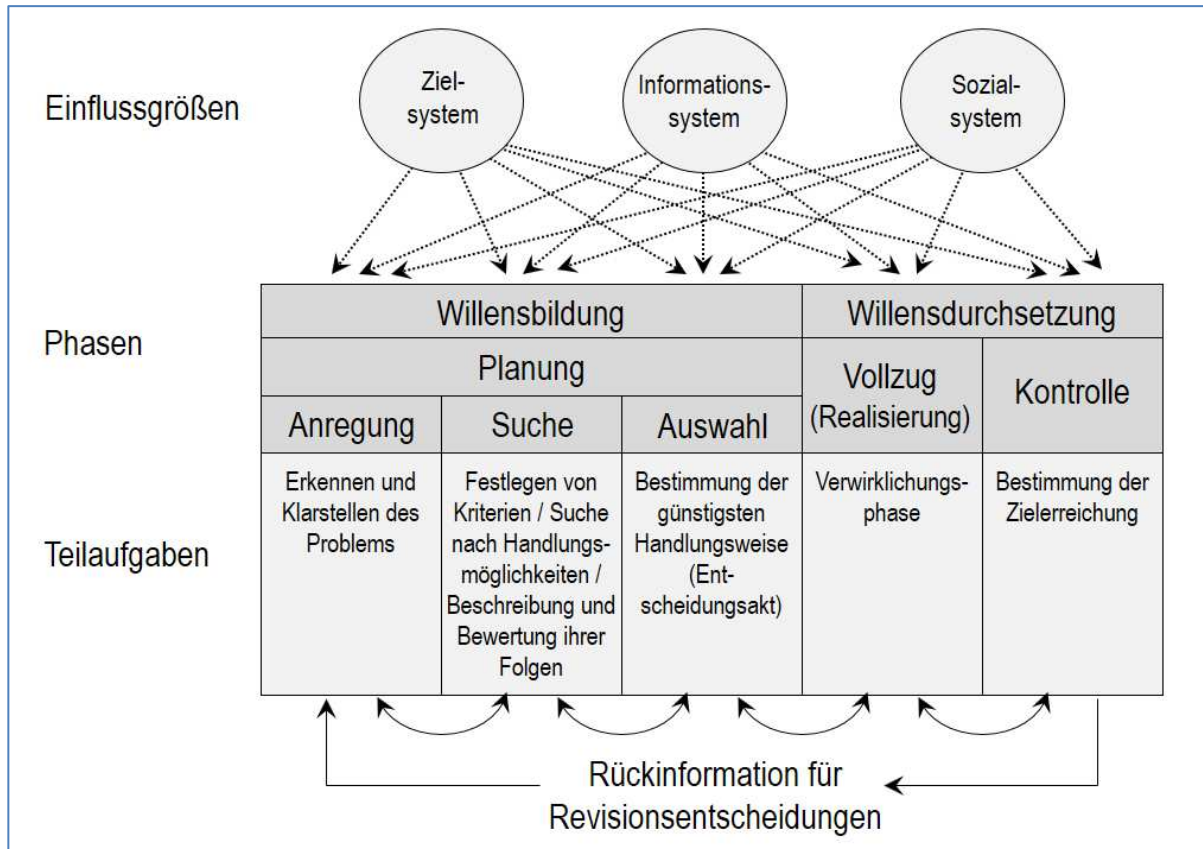 Einflussgrößen
Ziel-
system
Informations-
system
Sozial-
system
Phasen
Willensbildung
Willensdurchsetzung
Planung
Vollzug
(Realisierung)
Kontrolle
Anregung
Suche
Auswahl
Teilaufgaben
Erkennen und
Klarstellen des
Problems
Festlegen von
Kriterien / Suche
nach Handlungs-
möglichkeiten /
Beschreibung und
Bewertung ihrer
Folgen
Bestimmung der
günstigsten
Handlungsweise
(Ent-
scheidungsakt)
Verwirklichungs-
phase
Bestimmung der
Zielerreichung
Rückinformation für
Revisionsentscheidungen